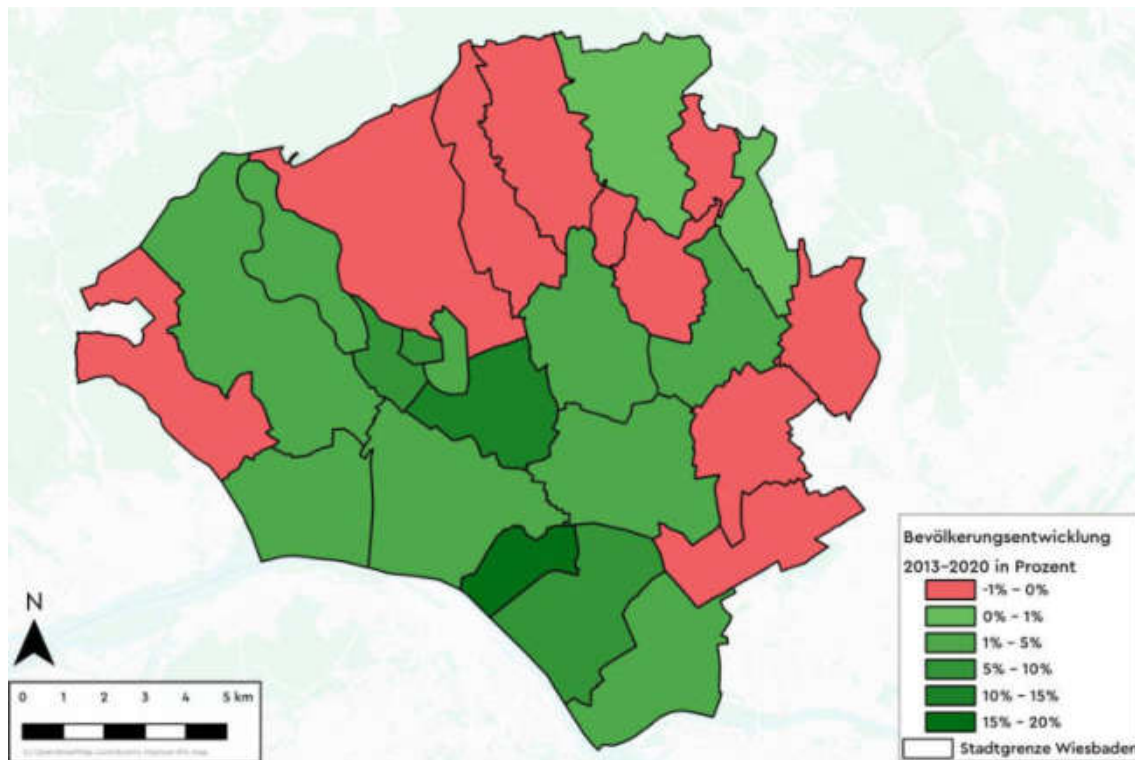 Bevölkerungsentwicklung
2013–2020 in Prozent
-1% – 0%
0% – 1%
1% – 5%
5% – 10%
10% – 15%
15% – 20%
Stadtgrenze Wiesbaden
N
0 1 2 3 4 5 km